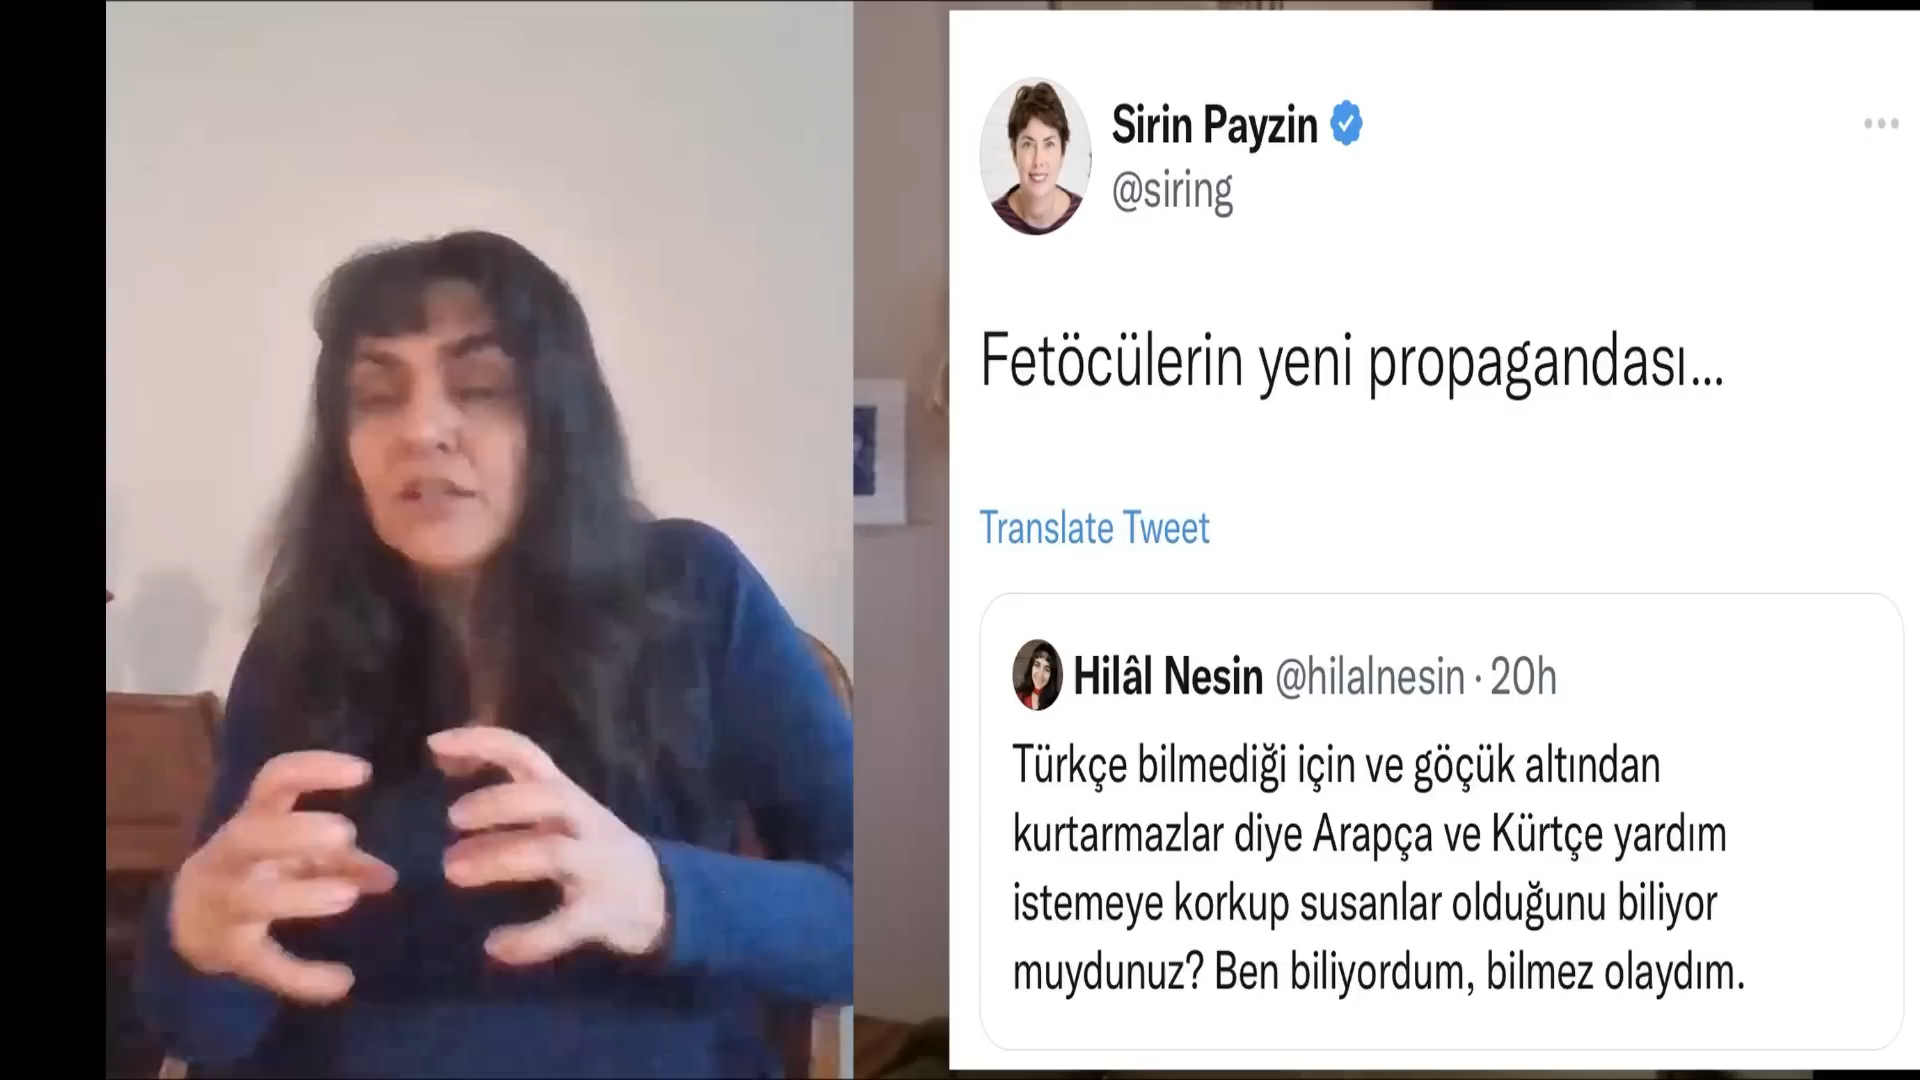 Sirin Payzin
@siring
Fetöcülerin yeni propagandası...
Translate Tweet
Hilâl Nesin @hilalnesin · 20h
Türkçe bilmediği için ve göçük altından
kurtarmazlar diye Arapça ve Kürtçe yardım
istemeye korkup susanlar olduğunu biliyor
muydunuz? Ben biliyordum, bilmez olaydım.